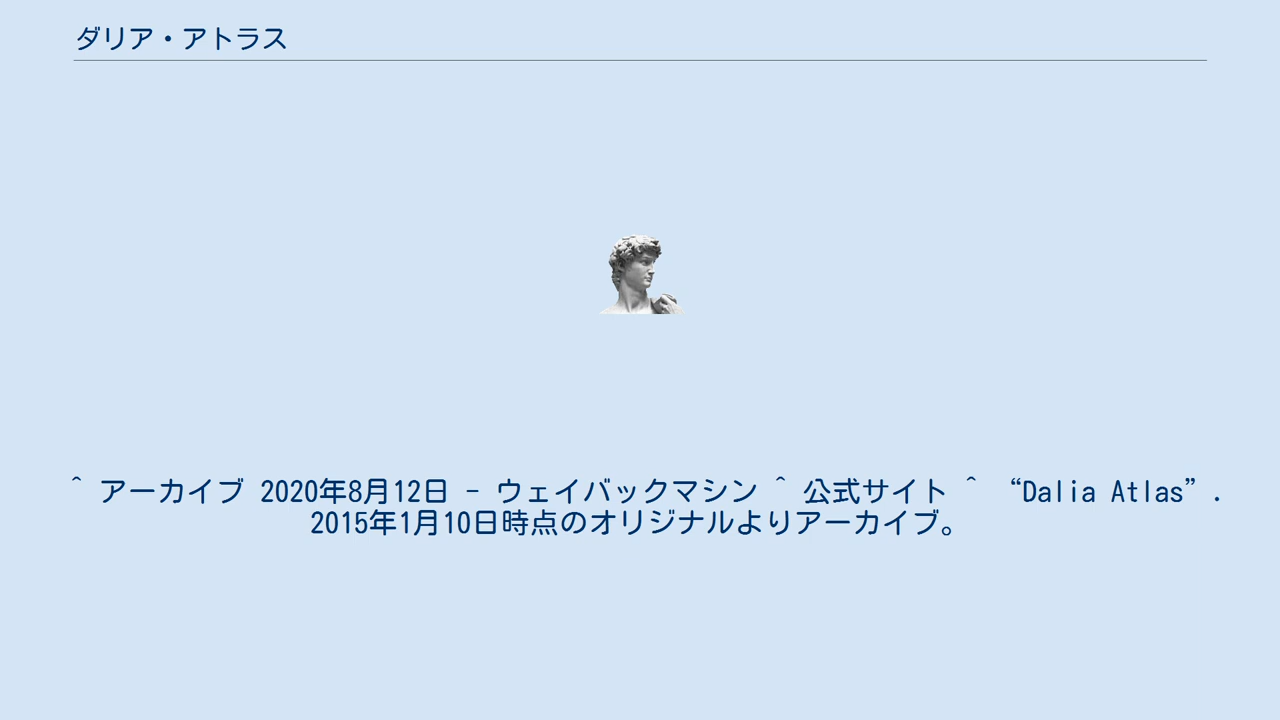 ダリア・アトラス
^ アーカイブ 2020年8月12日 - ウェイバックマシン ^ 公式サイト ^ “Dalia Atlas”.
2015年1月10日時点のオリジナルよりアーカイブ。